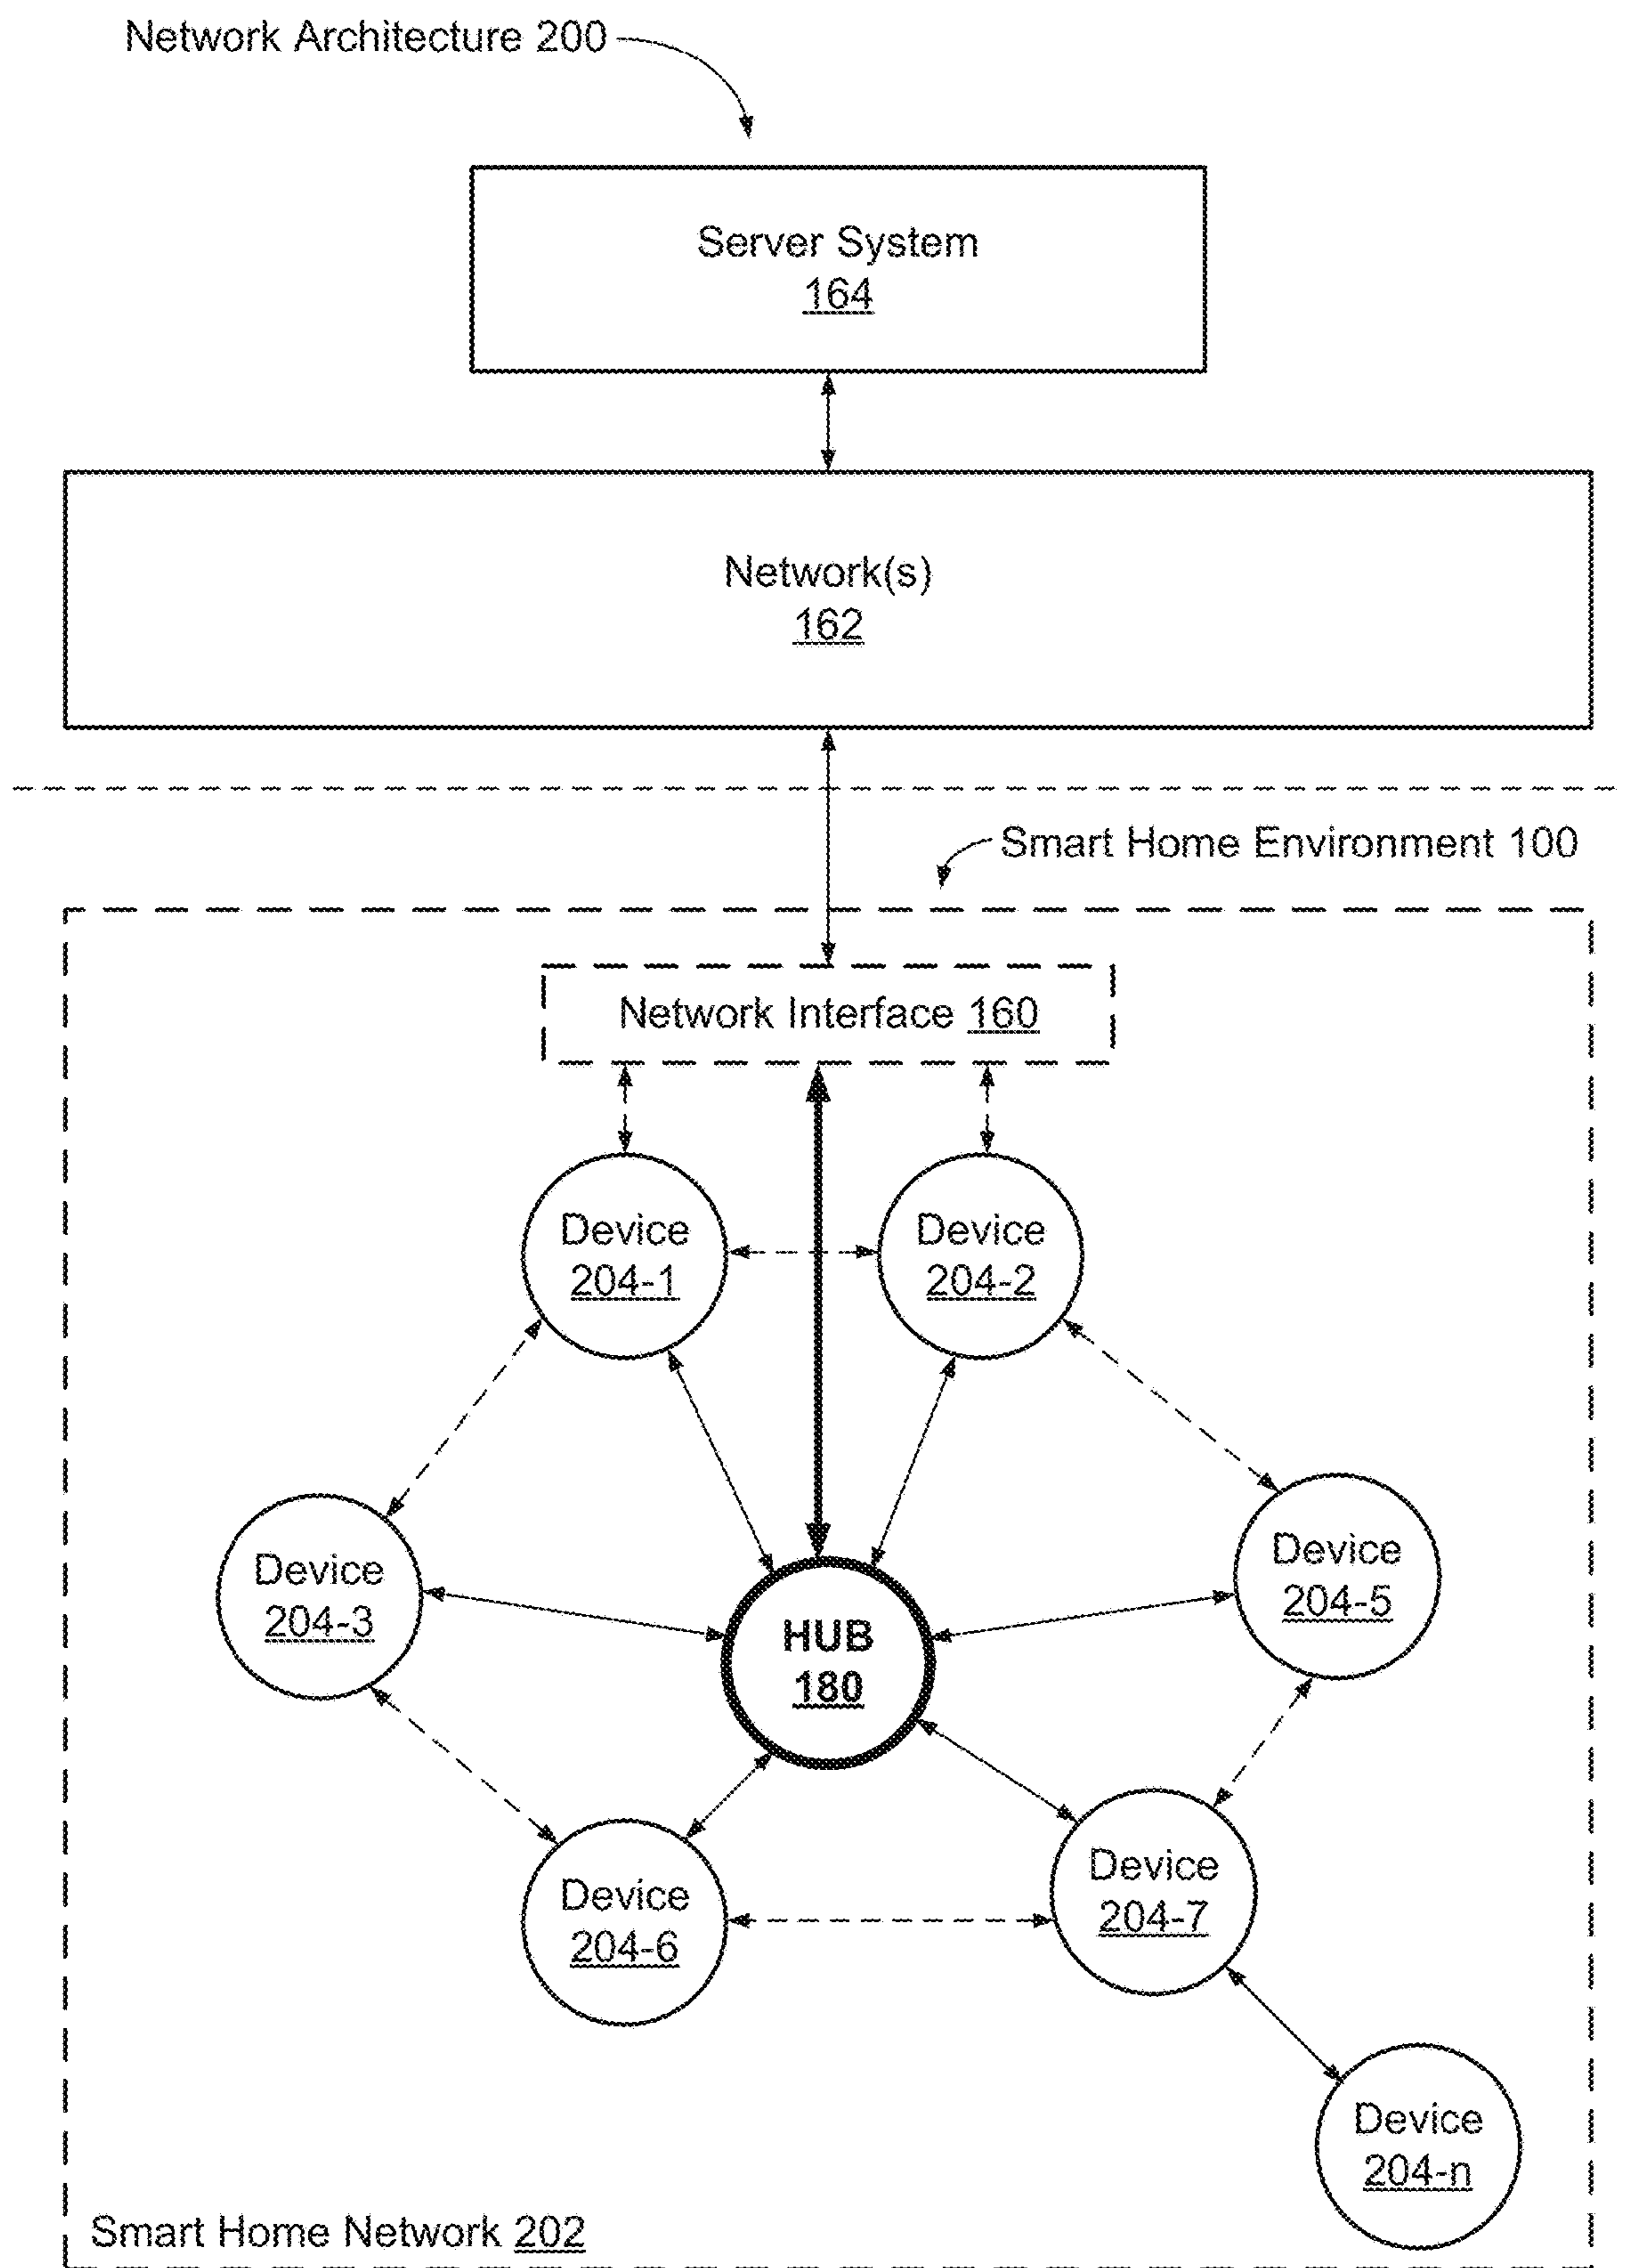 Network Architecture 200
Server System
164
Network(s)
162
Smart Home Environment 100
Network Interface 160
Device
204-1
Device
204-2
Device
204-3
Device
204-5
HUB
180
Device
204-6
Device
204-7
Device
204-n
Smart Home Network 202